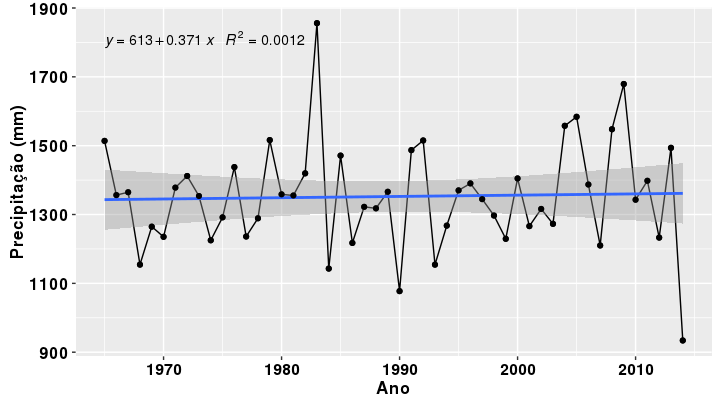 1900
y = 613 + 0.371 x R² = 0.0012
1700
1500
1300
1100
900
Precipitação (mm)
1970 1980 1990 2000 2010
Ano